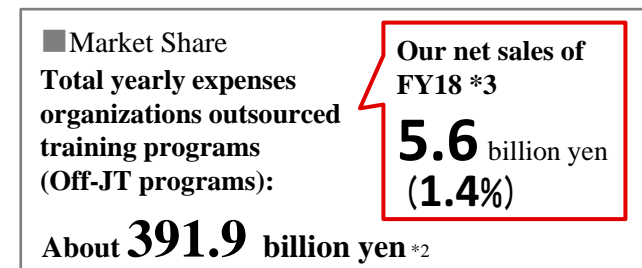 ■Market Share
Total yearly expenses
organizations outsourced
training programs
(Off-JT programs):
About 391.9 billion yen *2
Our net sales of
FY18 *3
5.6 billion yen
(1.4%)